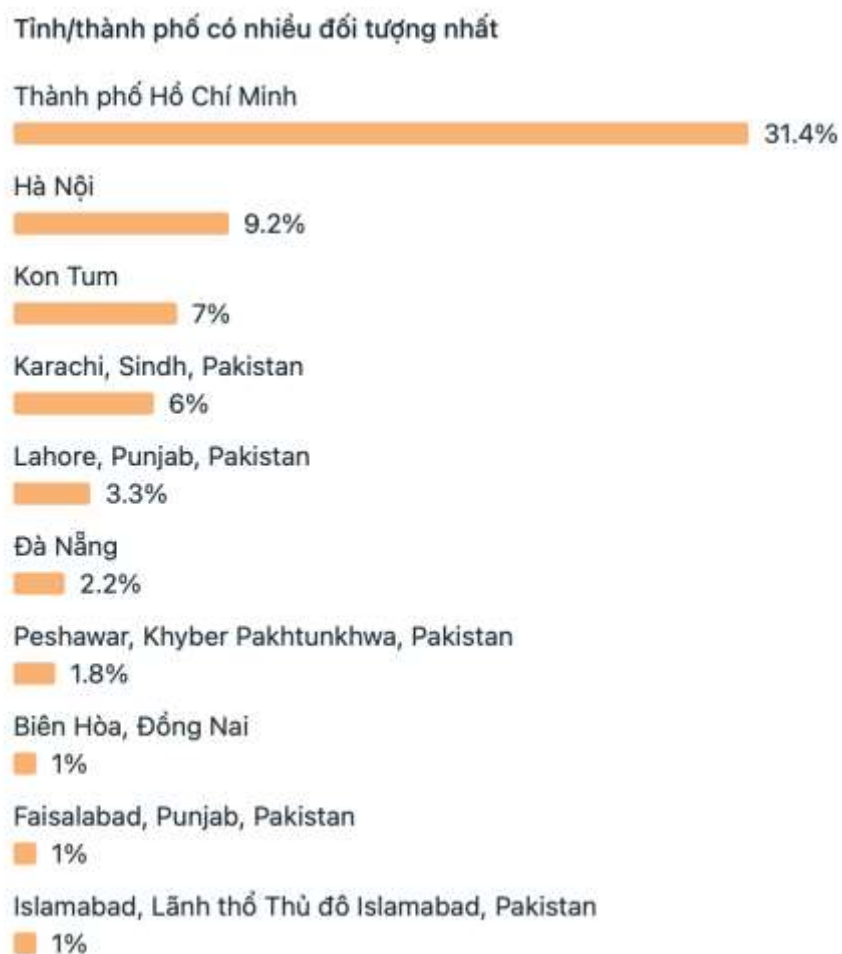 Tỉnh/thành phố có nhiều đối tượng nhất
Thành phố Hồ Chí Minh
31.4%
Hà Nội
9.2%
Kon Tum
7%
Karachi, Sindh, Pakistan
6%
Lahore, Punjab, Pakistan
3.3%
Đà Nẵng
2.2%
Peshawar, Khyber Pakhtunkhwa, Pakistan
1.8%
Biên Hòa, Đồng Nai
1%
Faisalabad, Punjab, Pakistan
1%
Islamabad, Lãnh thổ Thủ đô Islamabad, Pakistan
1%